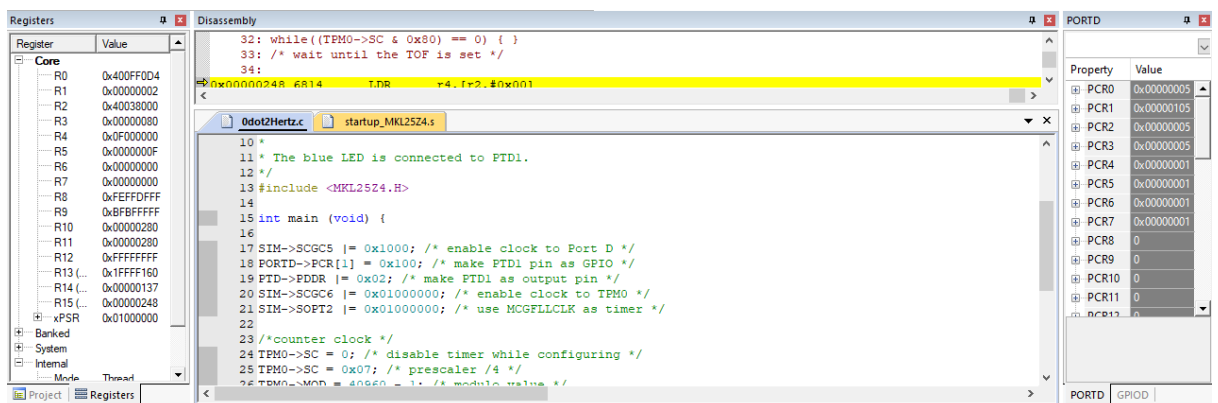 Registers
Register Value
Core
R0 0x400FF0D4
R1 0x00000002
R2 0x40038000
R3 0x00000080
R4 0x0F000000
R5 0x0000000F
R6 0x00000000
R7 0x00000000
R8 0xFEFFDFFF
R9 0xBFBFFFFF
R10 0x00000280
R11 0x00000280
R12 0xFFFFFFFF
R13 (... 0x1FFFF160
R14 (... 0x00000137
R15 (... 0x00000248
xPSR 0x01000000
Banked
System
Internal
Mode Thread
Project Registers
Disassembly
32: while((TPM0->SC & 0x80) == 0) { }
33: /* wait until the TOF is set */
34:
0x00000248 6814 LDR r4,[r2,#0x00]
0dot2Hertz.c startup_MKL25Z4.s
10 *
11 * The blue LED is connected to PTD1.
12 */
13 #include <MKL25Z4.H>
14
15 int main (void) {
16
17 SIM->SCGC5 |= 0x1000; /* enable clock to Port D */
18 PORTD->PCR[1] = 0x100; /* make PTD1 pin as GPIO */
19 PTD->PDDR |= 0x02; /* make PTD1 as output pin */
20 SIM->SCGC6 |= 0x01000000; /* enable clock to TPM0 */
21 SIM->SOPT2 |= 0x01000000; /* use MCGFLLCLK as timer */
22
23 /*counter clock */
24 TPM0->SC = 0; /* disable timer while configuring */
25 TPM0->SC = 0x07; /* prescaler /4 */
26 TPM0->MOD = 40960 - 1; /* modulo value */
PORTD
Property Value
PCR0 0x00000005
PCR1 0x00000105
PCR2 0x00000005
PCR3 0x00000005
PCR4 0x00000001
PCR5 0x00000001
PCR6 0x00000001
PCR7 0x00000001
PCR8 0
PCR9 0
PCR10 0
PCR11 0
PCR12 0
PORTD GPIOD